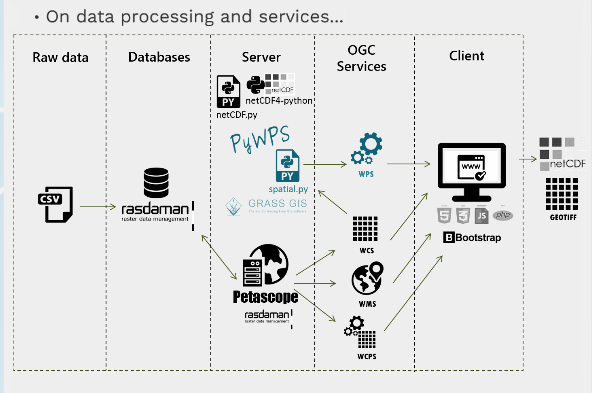 • On data processing and services...
Raw data
Databases
Server
OGC
Services
Client
PY
netCDF
netCDF4-python
netCDF.py
PyWPS
PY
spatial.py
GRASS GIS
WPS
WWW
netCDF
GEOTIFF
CSV
rasdaman
raster data management
WCS
5
3
JS
php
B Bootstrap
Petascope
rasdaman
raster data management
WMS
WCPS